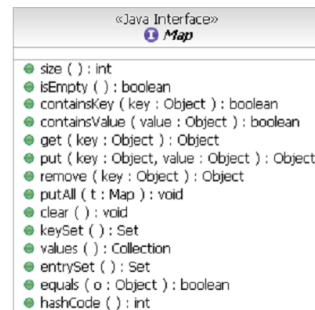 «Java Interface»
Map
size ( ) : int
isEmpty ( ) : boolean
containsKey ( key : Object ) : boolean
containsValue ( value : Object ) : boolean
get ( key : Object ) : Object
put ( key : Object, value : Object ) : Object
remove ( key : Object ) : Object
putAll ( t : Map ) : void
clear ( ) : void
keySet ( ) : Set
values ( ) : Collection
entrySet ( ) : Set
equals ( o : Object ) : boolean
hashCode ( ) : int